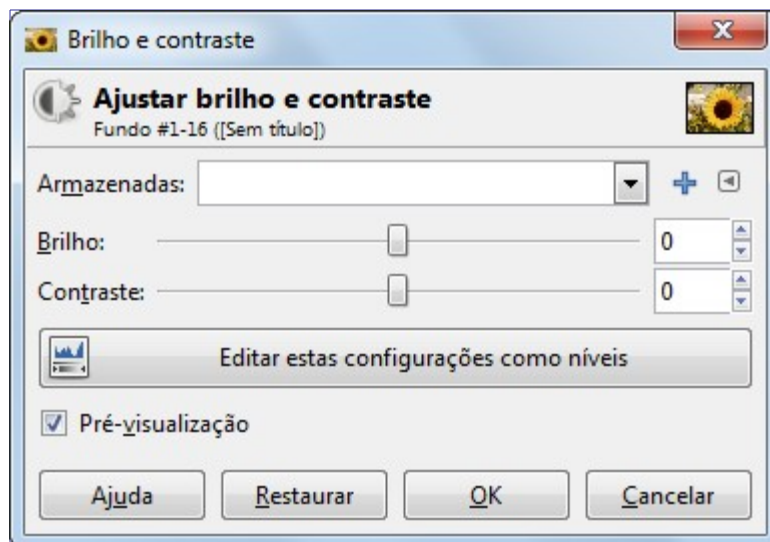 Brilho e contraste
Ajustar brilho e contraste
Fundo #1-16 ([Sem título])
Armazenadas:
Brilho: 0
Contraste: 0
Editar estas configurações como níveis
Pré-visualização
Ajuda Restaurar OK Cancelar